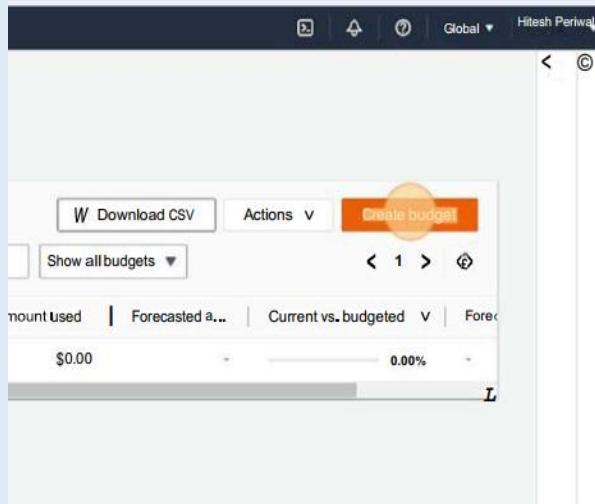 Global ▼ Hitesh Periwal
< ©
W Download CSV Actions v Create budget
Show all budgets ▼ < 1 >
mount used Forecasted a... Current vs. budgeted v Fore
$0.00 - 0.00% -
L